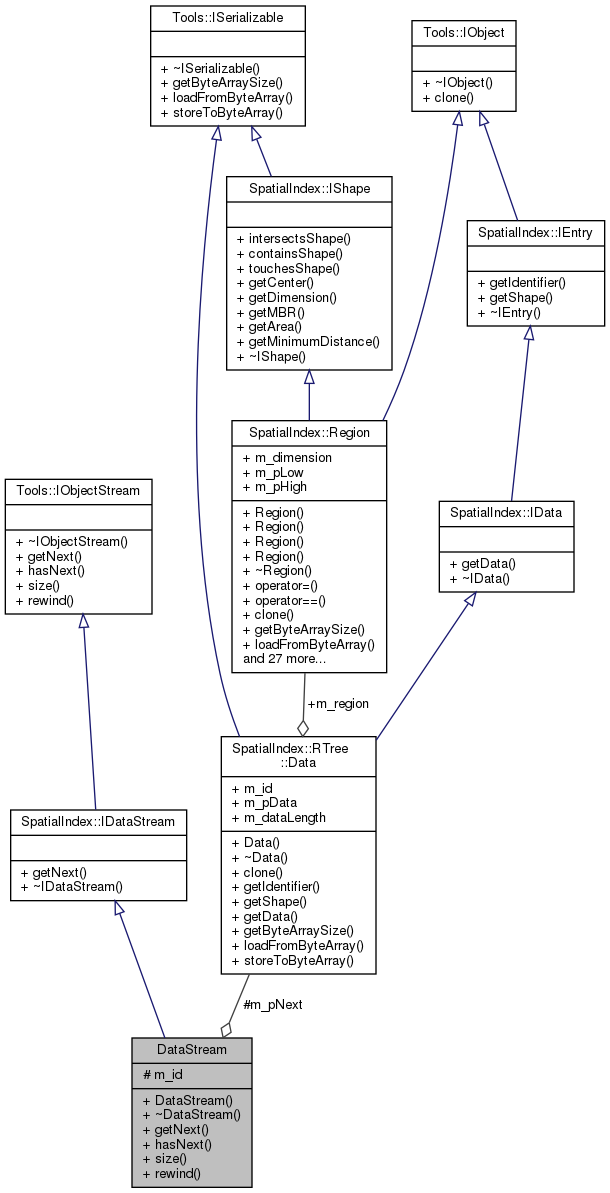 Tools::ISerializable
+ ~ISerializable()
+ getByteArraySize()
+ loadFromByteArray()
+ storeToByteArray()
Tools::IObject
+ ~IObject()
+ clone()
SpatialIndex::IShape
+ intersectsShape()
+ containsShape()
+ touchesShape()
+ getCenter()
+ getDimension()
+ getMBR()
+ getArea()
+ getMinimumDistance()
+ ~IShape()
SpatialIndex::IEntry
+ getIdentifier()
+ getShape()
+ ~IEntry()
SpatialIndex::Region
+ m_dimension
+ m_pLow
+ m_pHigh
+ Region()
+ Region()
+ Region()
+ Region()
+ ~Region()
+ operator=()
+ operator==()
+ clone()
+ getByteArraySize()
+ loadFromByteArray()
and 27 more...
Tools::IObjectStream
+ ~IObjectStream()
+ getNext()
+ hasNext()
+ size()
+ rewind()
SpatialIndex::IData
+ getData()
+ ~IData()
+m_region
SpatialIndex::RTree
::Data
+ m_id
+ m_pData
+ m_dataLength
+ Data()
+ ~Data()
+ clone()
+ getIdentifier()
+ getShape()
+ getData()
+ getByteArraySize()
+ loadFromByteArray()
+ storeToByteArray()
SpatialIndex::IDataStream
+ getNext()
+ ~IDataStream()
#m_pNext
DataStream
# m_id
+ DataStream()
+ ~DataStream()
+ getNext()
+ hasNext()
+ size()
+ rewind()